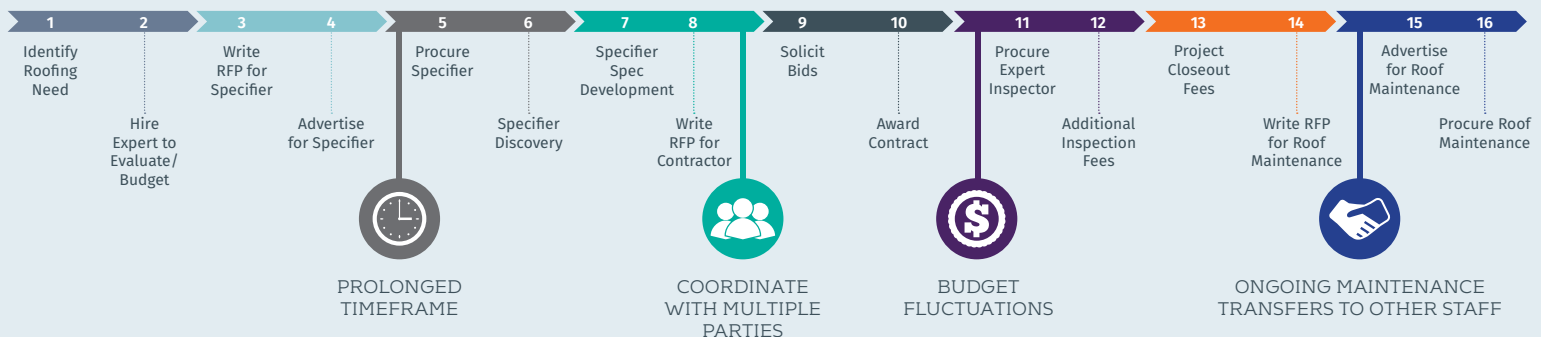 1 2 3 4 5 6 7 8 9 10 11 12 13 14 15 16
Identify
Roofing
Need
Hire
Expert to
Evaluate/
Budget
Write
RFP for
Specifier
Advertise
for Specifier
Procure
Specifier
Specifier
Discovery
Specifier
Spec
Development
Write
RFP for
Contractor
Solicit
Bids
Award
Contract
Procure
Expert
Inspector
Additional
Inspection
Fees
Project
Closeout
Fees
Write RFP
for Roof
Maintenance
Advertise
for Roof
Maintenance
Procure Roof
Maintenance
$
PROLONGED
TIMEFRAME
COORDINATE
WITH MULTIPLE
PARTIES
BUDGET
FLUCTUATIONS
ONGOING MAINTENANCE
TRANSFERS TO OTHER STAFF